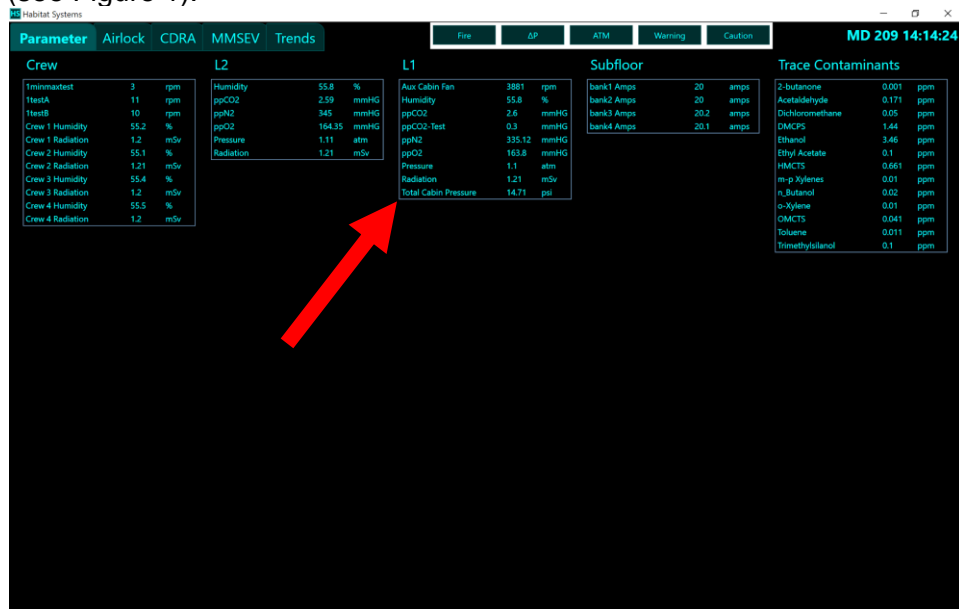 (see Figure 1).
MS Habitat Systems
Parameter Airlock CDRA MMSEV Trends Fire ΔP ATM Warning Caution MD 209 14:14:24
Crew
1minmaxtest 3 rpm
1testA 11 rpm
1testB 10 rpm
Crew 1 Humidity 55.2 %
Crew 1 Radiation 1.2 mSv
Crew 2 Humidity 55.1 %
Crew 2 Radiation 1.21 mSv
Crew 3 Humidity 55.4 %
Crew 3 Radiation 1.2 mSv
Crew 4 Humidity 55.5 %
Crew 4 Radiation 1.2 mSv
L2
Humidity 55.8 %
ppCO2 2.59 mmHG
ppN2 345 mmHG
ppO2 164.35 mmHG
Pressure 1.11 atm
Radiation 1.21 mSv
L1
Aux Cabin Fan 3881 rpm
Humidity 55.8 %
ppCO2 2.6 mmHG
ppCO2-Test 0.3 mmHG
ppN2 335.12 mmHG
ppO2 163.8 mmHG
Pressure 1.1 atm
Radiation 1.21 mSv
Total Cabin Pressure 14.71 psi
Subfloor
bank1 Amps 20 amps
bank2 Amps 20 amps
bank3 Amps 20.2 amps
bank4 Amps 20.1 amps
Trace Contaminants
2-butanone 0.001 ppm
Acetaldehyde 0.171 ppm
Dichloromethane 0.05 ppm
DMCPS 1.44 ppm
Ethanol 3.46 ppm
Ethyl Acetate 0.1 ppm
HMCTS 0.661 ppm
m-p Xylenes 0.01 ppm
n_Butanol 0.02 ppm
o-Xylene 0.01 ppm
OMCTS 0.041 ppm
Toluene 0.011 ppm
Trimethylsilanol 0.1 ppm